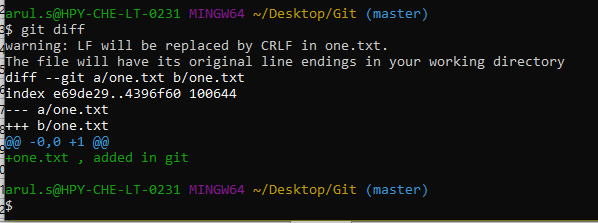 arul.s@HPY-CHE-LT-0231 MINGW64 ~/Desktop/Git (master)
$ git diff
warning: LF will be replaced by CRLF in one.txt.
The file will have its original line endings in your working directory
diff --git a/one.txt b/one.txt
index e69de29..4396f60 100644
--- a/one.txt
+++ b/one.txt
@@ -0,0 +1 @@
+one.txt , added in git
arul.s@HPY-CHE-LT-0231 MINGW64 ~/Desktop/Git (master)
$